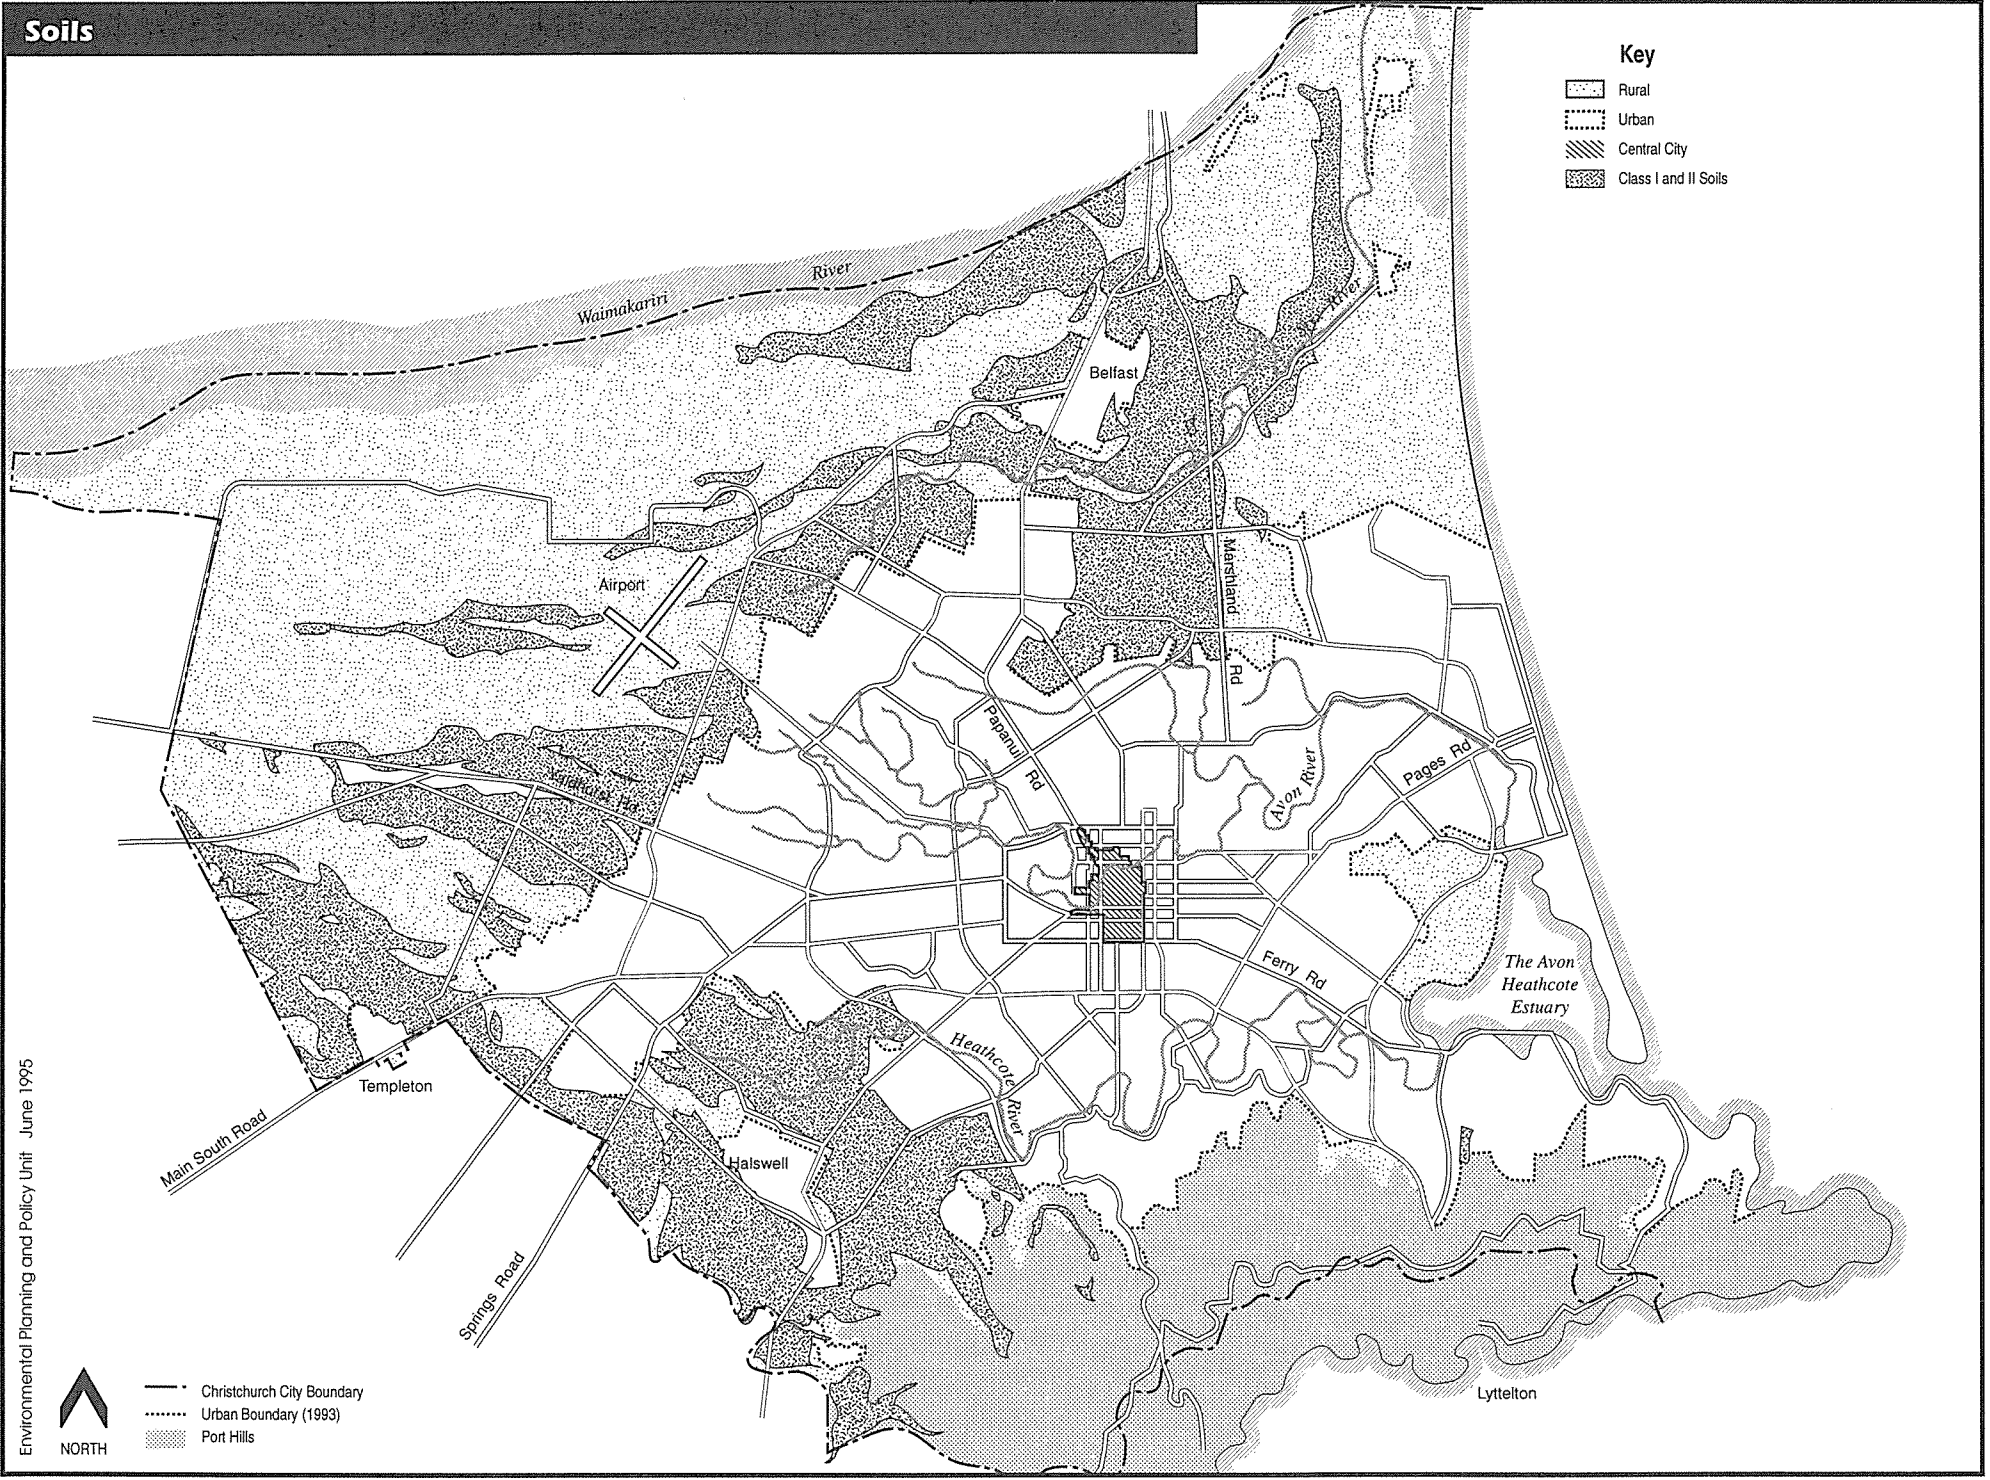 Soils
Key
Rural
Urban
Central City
Class I and II Soils
Waimakariri River
River
Belfast
Airport
Marshland Rd
Papanui Rd
Avon River
Pages Rd
Ferry Rd
The Avon
Heathcote
Estuary
Heathcote River
Templeton
Main South Road
Halswell
Springs Road
Lyttelton
Christchurch City Boundary
Urban Boundary (1993)
Port Hills
NORTH
Environmental Planning and Policy Unit June 1995